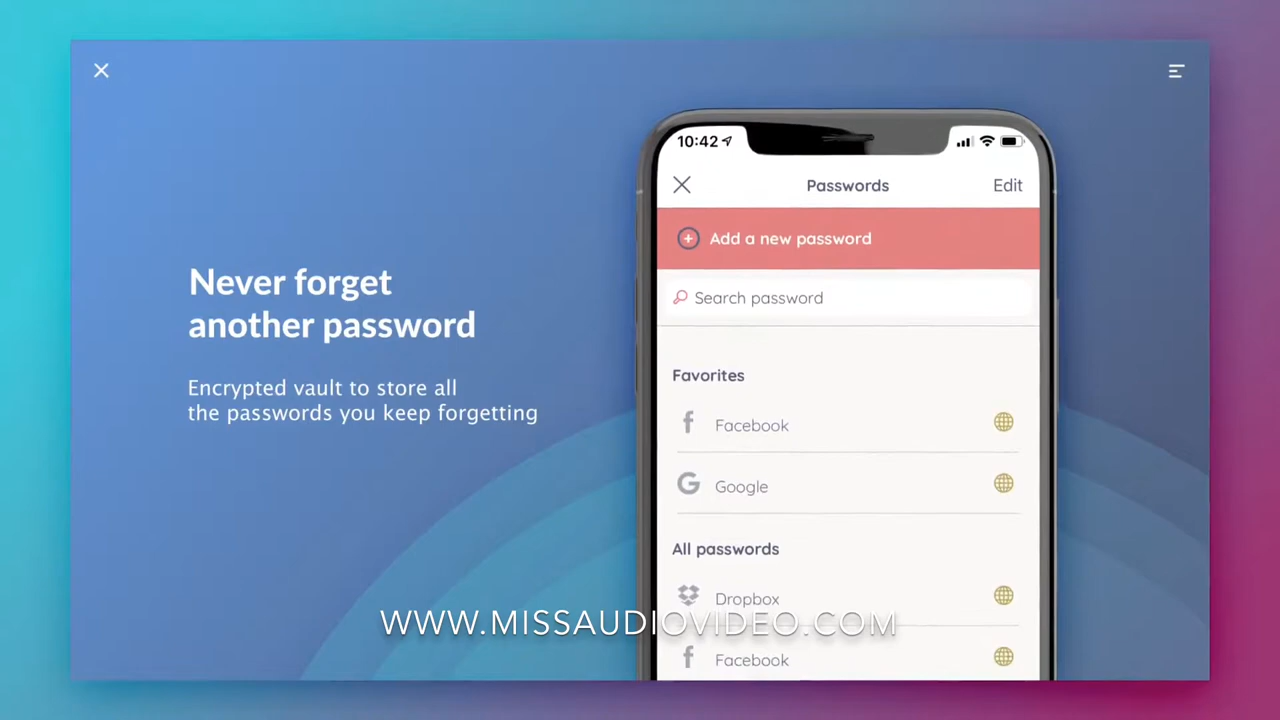 Never forget
another password
Encrypted vault to store all
the passwords you keep forgetting
10:42
Passwords
Edit
Add a new password
Search password
Favorites
Facebook
Google
All passwords
Dropbox
Facebook
WWW.MISSAUDIOVIDEO.COM